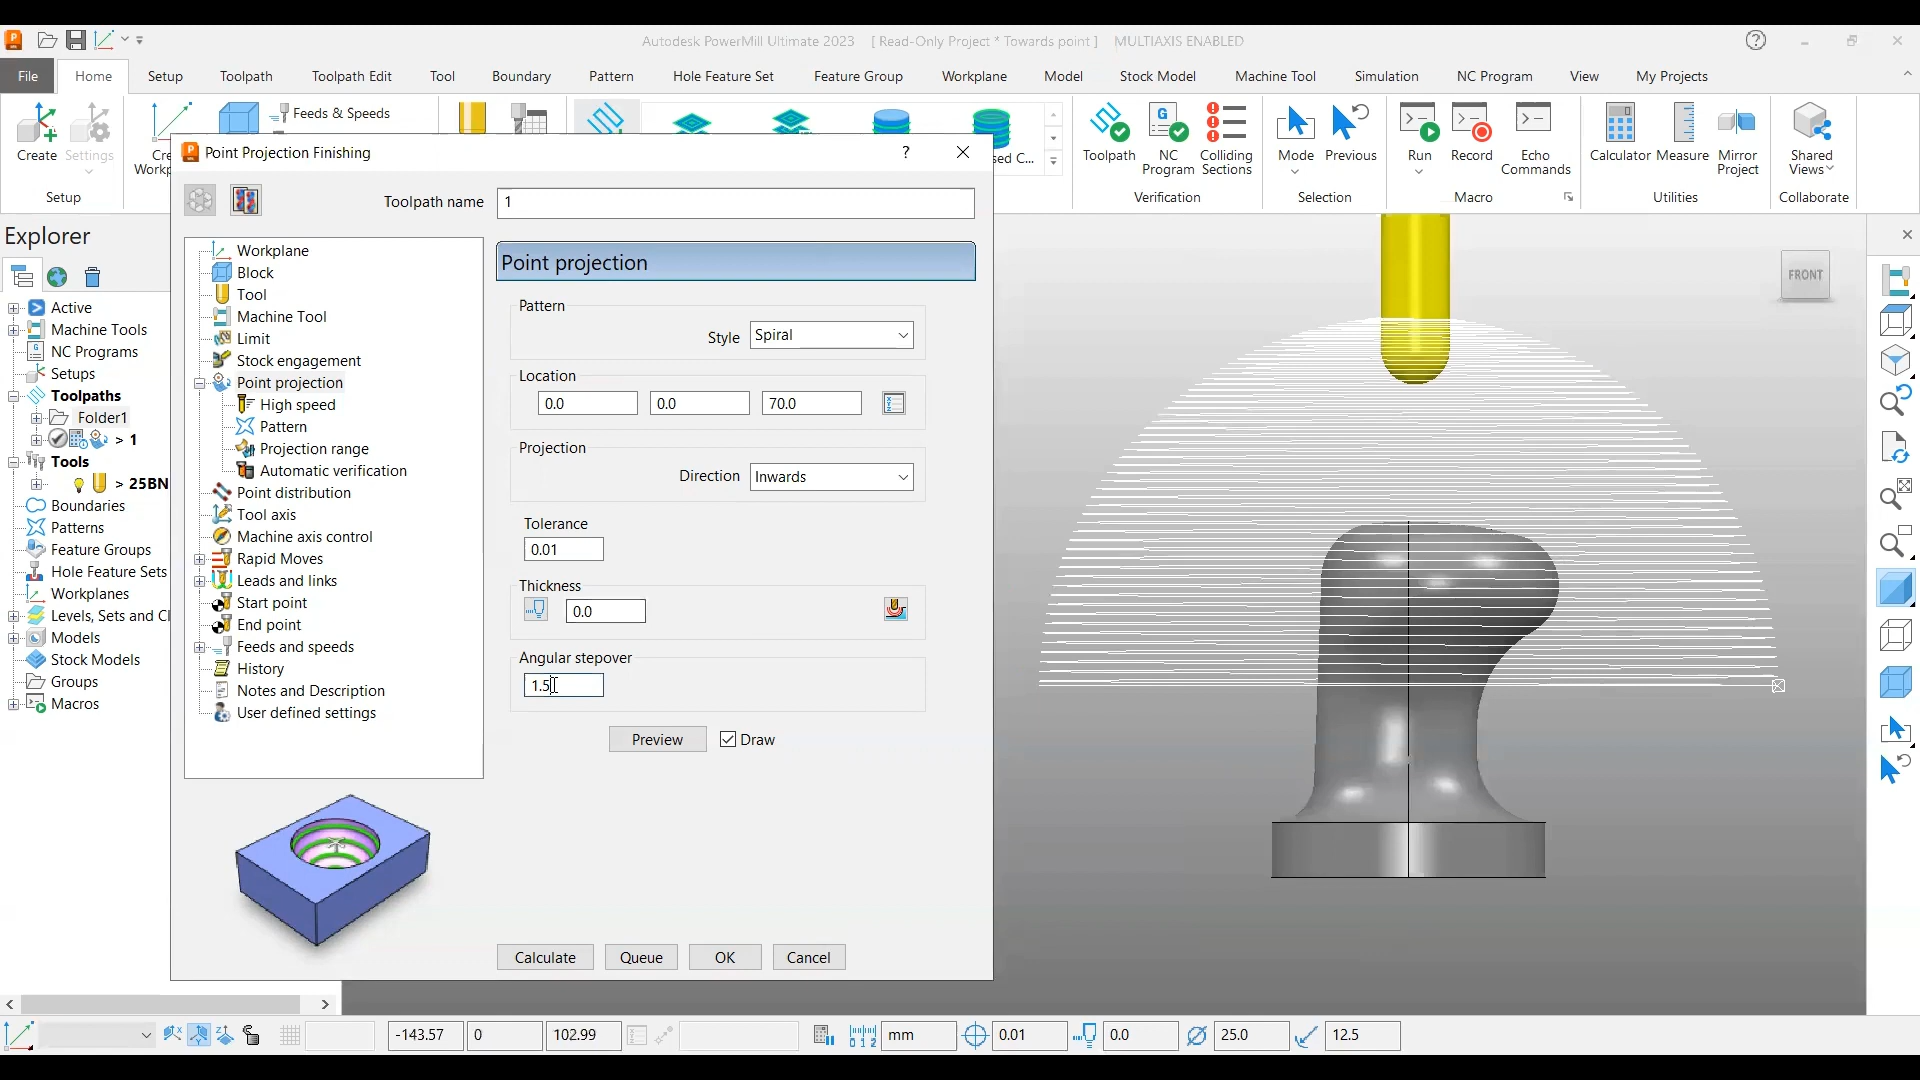 Autodesk PowerMill Ultimate 2023 [ Read-Only Project * Towards point ] MULTIAXIS ENABLED
File Home Setup Toolpath Toolpath Edit Tool Boundary Pattern Hole Feature Set Feature Group Workplane Model Stock Model Machine Tool Simulation NC Program View My Projects
Create
Settings
Setup
Feeds & Speeds
Toolpath
NC Program
Colliding Sections
Verification
Mode
Previous
Selection
Run
Record
Echo Commands
Macro
Calculator
Measure
Mirror Project
Utilities
Shared Views
Collaborate
Explorer
Active
Machine Tools
NC Programs
Setups
Toolpaths
Folder1
> 1
Tools
> 25BN
Boundaries
Patterns
Feature Groups
Hole Feature Sets
Workplanes
Levels, Sets and Cl
Models
Stock Models
Groups
Macros
Point Projection Finishing
?
Toolpath name 1
Workplane
Block
Tool
Machine Tool
Limit
Stock engagement
Point projection
High speed
Pattern
Projection range
Automatic verification
Point distribution
Tool axis
Machine axis control
Rapid Moves
Leads and links
Start point
End point
Feeds and speeds
History
Notes and Description
User defined settings
Point projection
Pattern
Style Spiral
Location
0.0 0.0 70.0
Projection
Direction Inwards
Tolerance
0.01
Thickness
0.0
Angular stepover
1.5
Preview Draw
Calculate Queue OK Cancel
FRONT
-143.57 0 102.99 mm 0.01 0.0 25.0 12.5